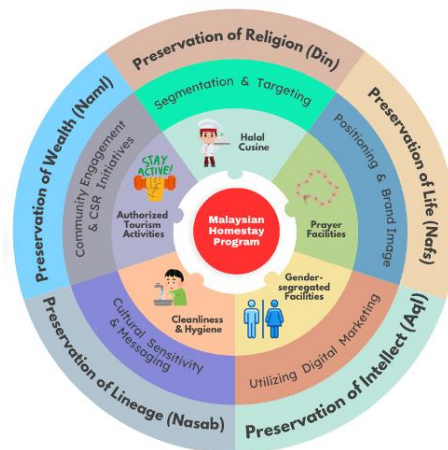 Preservation of Religion (Din)
Preservation of Life (Nafs)
Preservation of Intellect (Aql)
Preservation of Lineage (Nasab)
Preservation of Wealth (Naml)
Segmentation & Targeting
Positioning & Brand Image
Utilizing Digital Marketing
Cultural Sensitivity
& Messaging
Community Engagement
& CSR Initiatives
Halal
Cusine
Prayer
Facilities
Gender-
segregated
Facilities
Cleanliness
& Hygiene
STAY
ACTIVE!
Authorized
Tourism
Activities
Malaysian
Homestay
Program